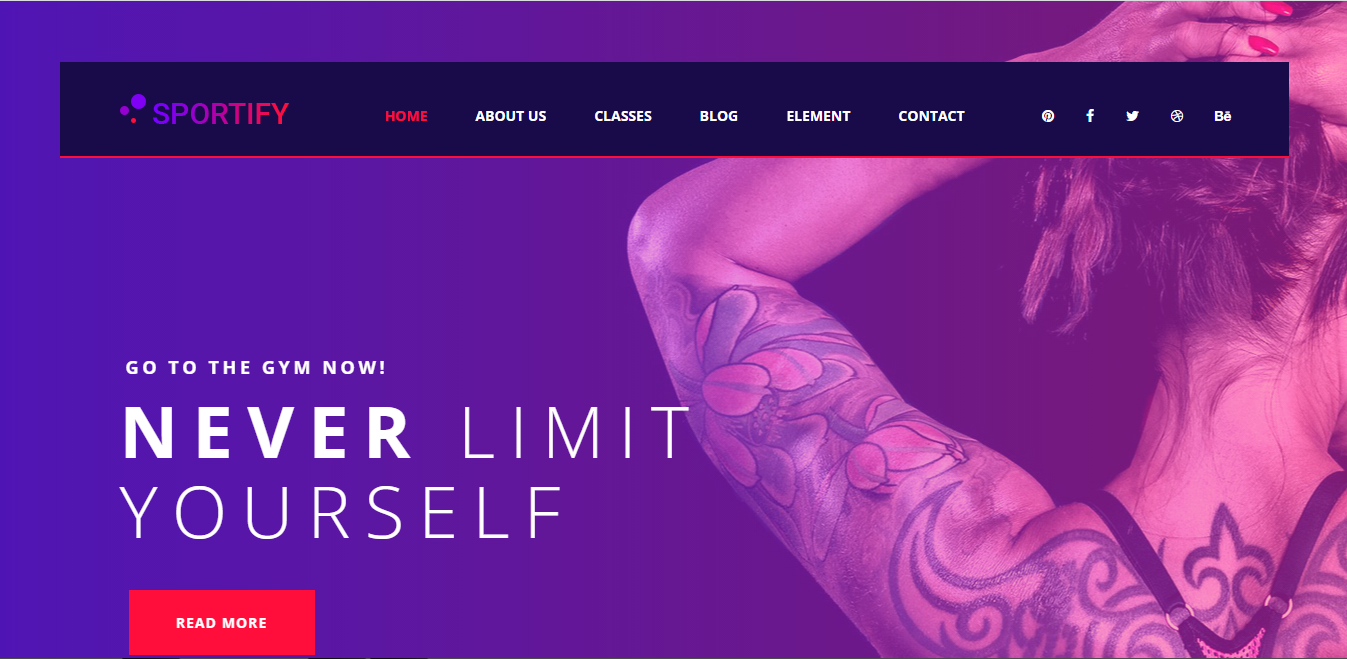 SPORTIFY
HOME ABOUT US CLASSES BLOG ELEMENT CONTACT Bē
GO TO THE GYM NOW!
NEVER LIMIT
YOURSELF
READ MORE